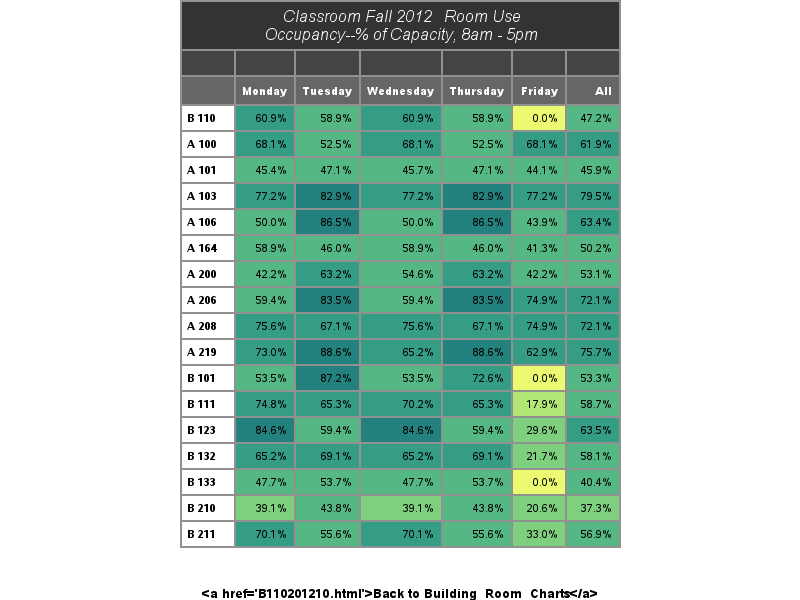 Classroom Fall 2012  Room Use
Occupancy--% of Capacity, 8am - 5pm
Monday Tuesday Wednesday Thursday Friday All
B 110 60.9% 58.9% 60.9% 58.9% 0.0% 47.2%
A 100 68.1% 52.5% 68.1% 52.5% 68.1% 61.9%
A 101 45.4% 47.1% 45.7% 47.1% 44.1% 45.9%
A 103 77.2% 82.9% 77.2% 82.9% 77.2% 79.5%
A 106 50.0% 86.5% 50.0% 86.5% 43.9% 63.4%
A 164 58.9% 46.0% 58.9% 46.0% 41.3% 50.2%
A 200 42.2% 63.2% 54.6% 63.2% 42.2% 53.1%
A 206 59.4% 83.5% 59.4% 83.5% 74.9% 72.1%
A 208 75.6% 67.1% 75.6% 67.1% 74.9% 72.1%
A 219 73.0% 88.6% 65.2% 88.6% 62.9% 75.7%
B 101 53.5% 87.2% 53.5% 72.6% 0.0% 53.3%
B 111 74.8% 65.3% 70.2% 65.3% 17.9% 58.7%
B 123 84.6% 59.4% 84.6% 59.4% 29.6% 63.5%
B 132 65.2% 69.1% 65.2% 69.1% 21.7% 58.1%
B 133 47.7% 53.7% 47.7% 53.7% 0.0% 40.4%
B 210 39.1% 43.8% 39.1% 43.8% 20.6% 37.3%
B 211 70.1% 55.6% 70.1% 55.6% 33.0% 56.9%
<a href='B110201210.html'>Back to Building_Room_Charts</a>